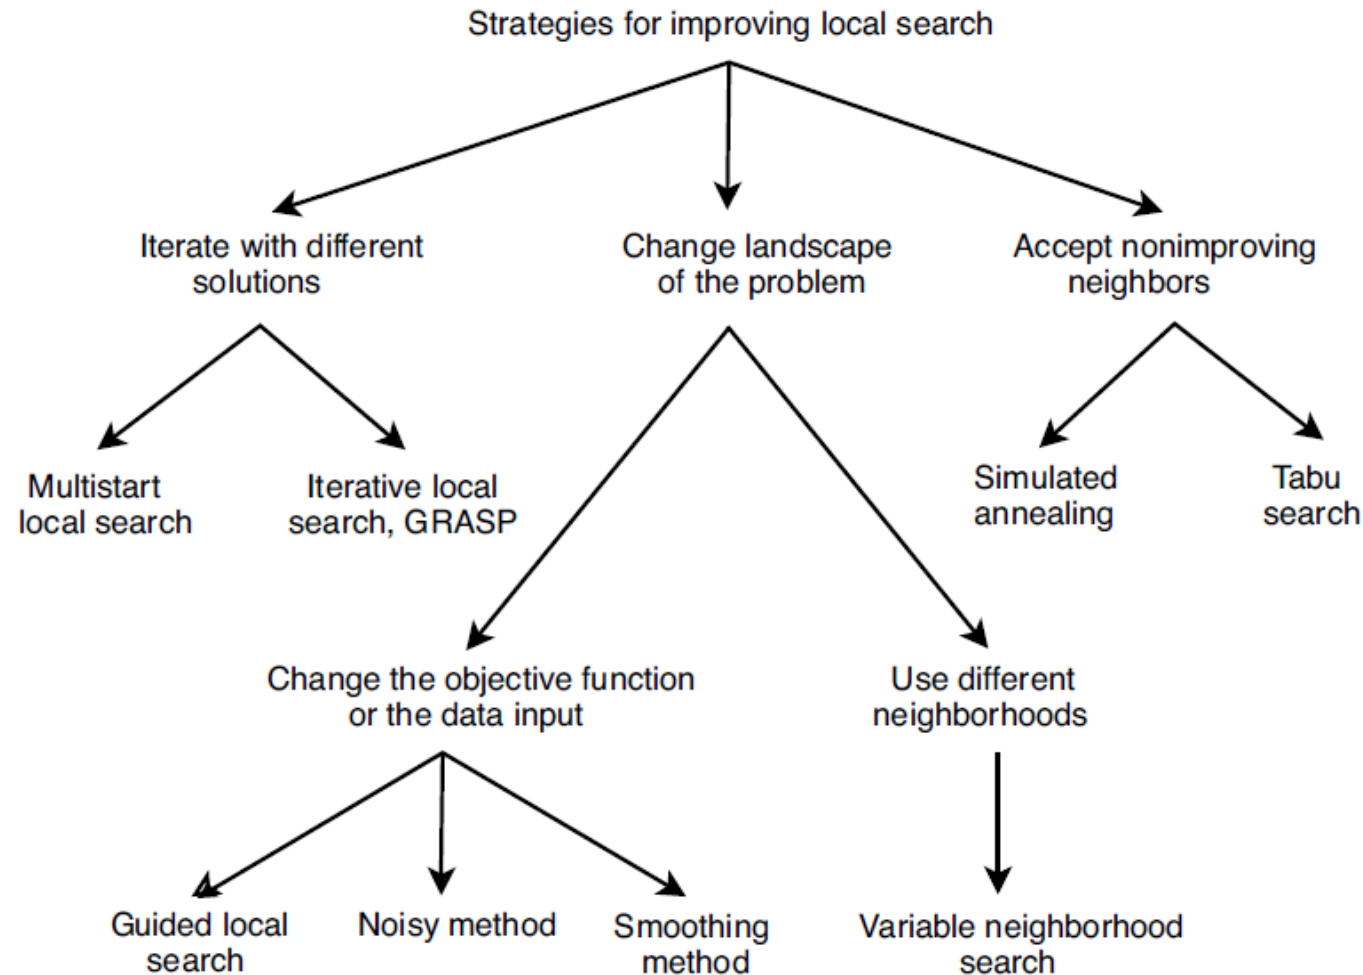 Strategies for improving local search
Iterate with different
solutions
Change landscape
of the problem
Accept nonimproving
neighbors
Multistart
local search
Iterative local
search, GRASP
Simulated
annealing
Tabu
search
Change the objective function
or the data input
Use different
neighborhoods
Guided local
search
Noisy method
Smoothing
method
Variable neighborhood
search